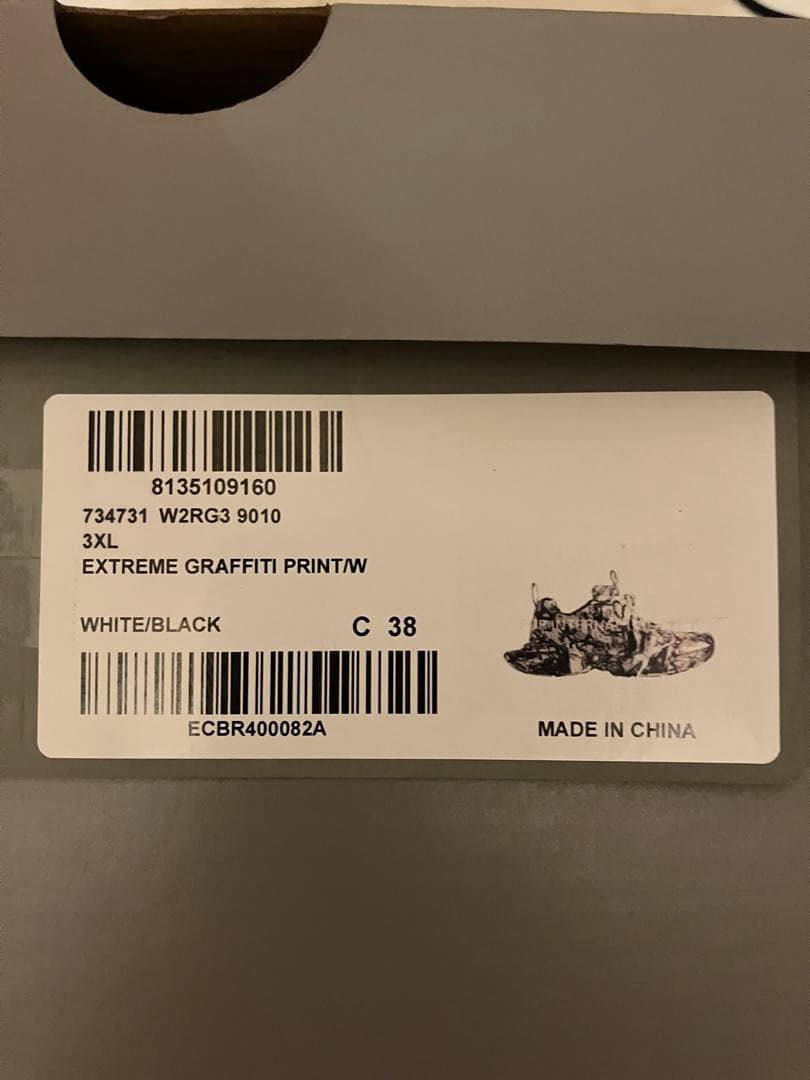 8135109160
734731 W2RG3 9010
3XL
EXTREME GRAFFITI PRINT/W
WHITE/BLACK C 38
ECBR400082A
MADE IN CHINA